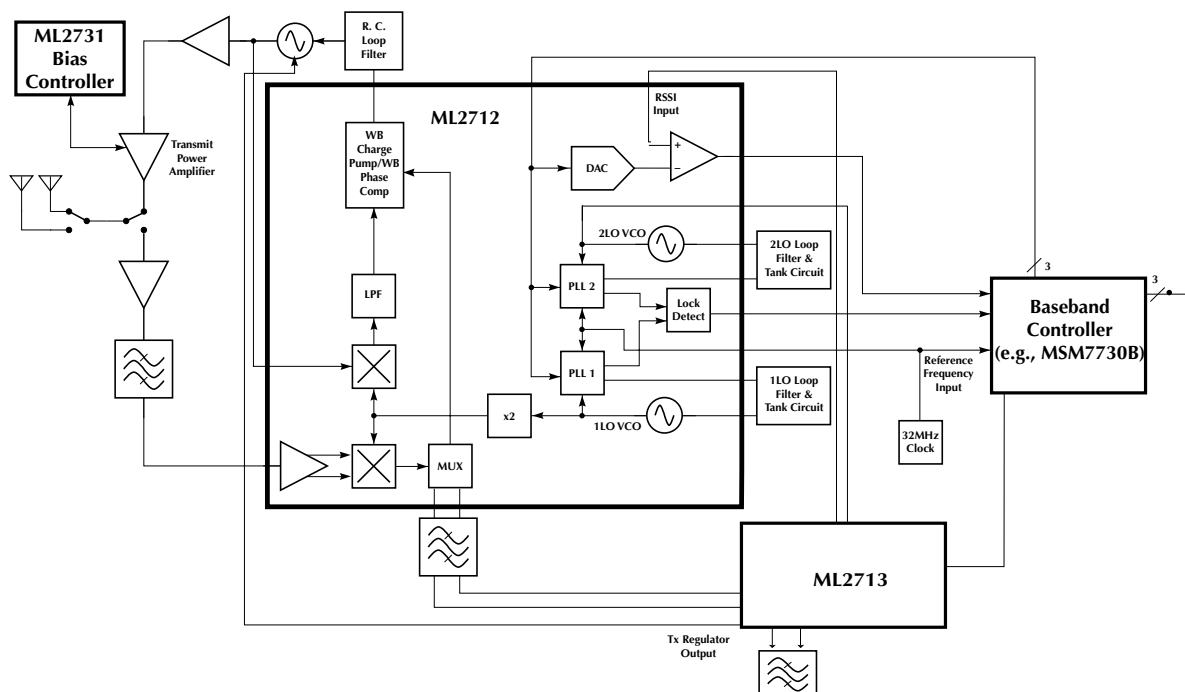 ML2731
Bias
Controller
R. C.
Loop
Filter
Transmit
Power
Amplifier
ML2712
WB
Charge
Pump/WB
Phase
Comp
LPF
RSSI
Input
+
–
DAC
2LO VCO
2LO Loop
Filter &
Tank Circuit
PLL 2
Lock
Detect
PLL 1
1LO Loop
Filter &
Tank Circuit
x2
1LO VCO
MUX
3
3
Baseband
Controller
(e.g., MSM7730B)
Reference
Frequency
Input
32MHz
Clock
ML2713
Tx Regulator
Output